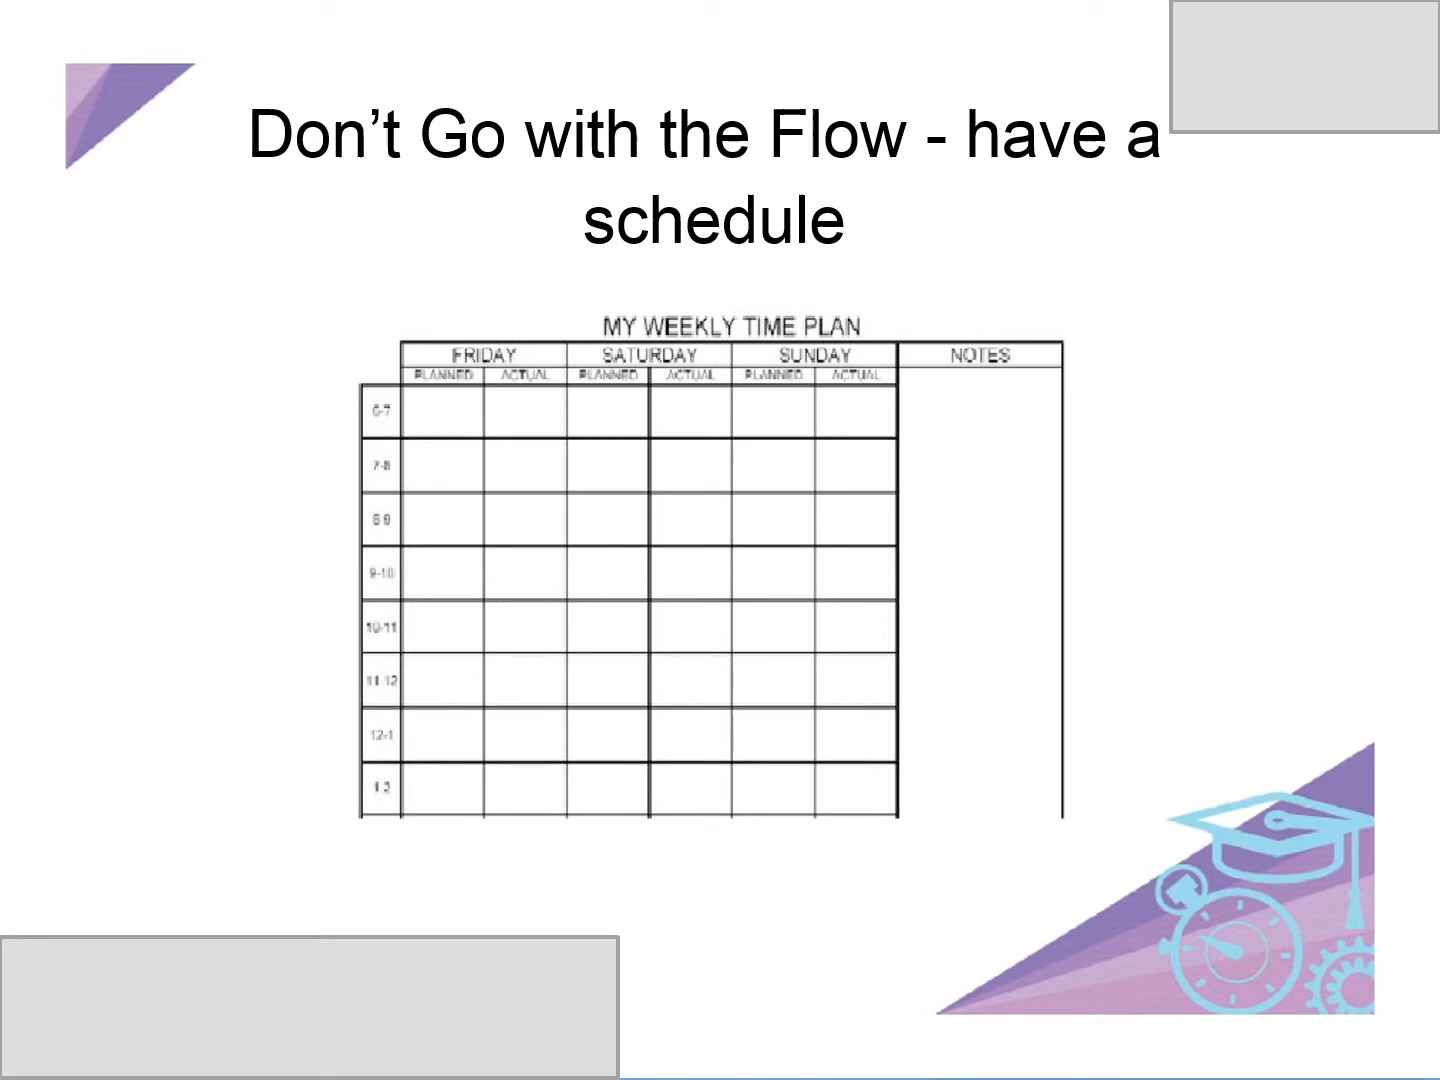 Don’t Go with the Flow - have a
schedule
MY WEEKLY TIME PLAN
FRIDAY SATURDAY SUNDAY NOTES
PLANNED ACTUAL PLANNED ACTUAL PLANNED ACTUAL
6-7
7-8
8-9
9-10
10-11
11-12
12-1
1-2